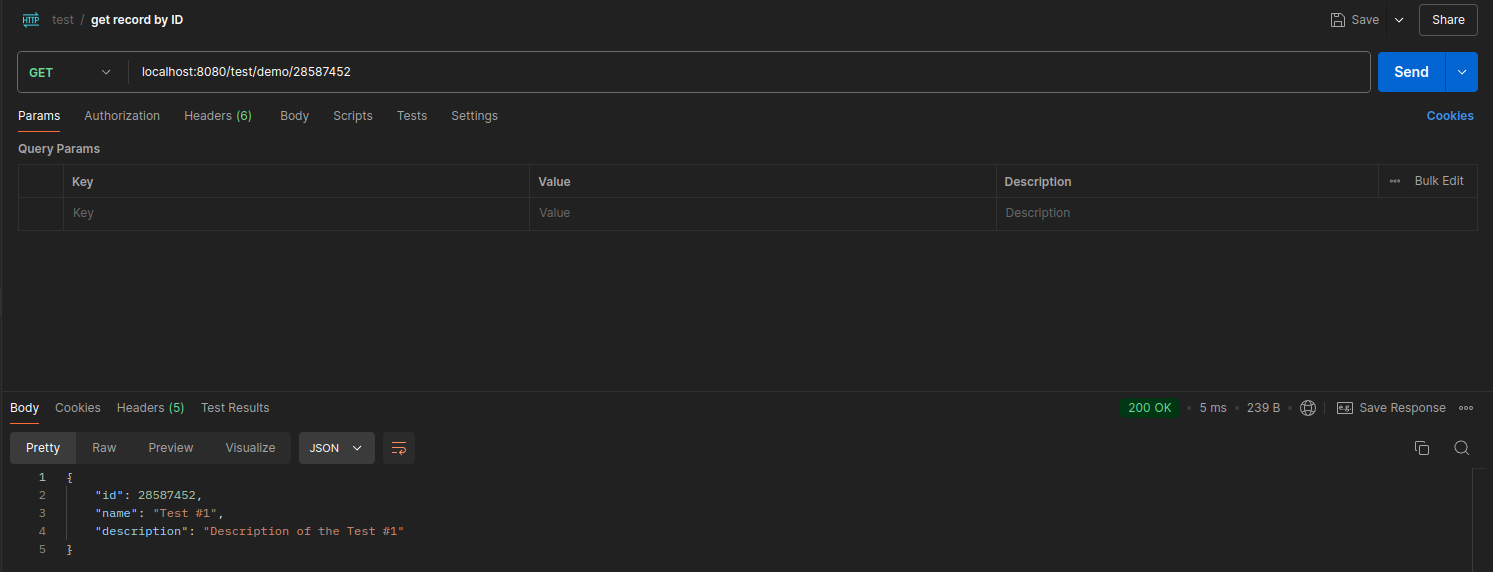 HTTP test / get record by ID Save Share
GET localhost:8080/test/demo/28587452 Send
Params Authorization Headers (6) Body Scripts Tests Settings Cookies
Query Params
Key Value Description ••• Bulk Edit
Key Value Description
Body Cookies Headers (5) Test Results 200 OK • 5 ms • 239 B • e.g. Save Response
Pretty Raw Preview Visualize JSON
1 {
2 "id": 28587452,
3 "name": "Test #1",
4 "description": "Description of the Test #1"
5 }